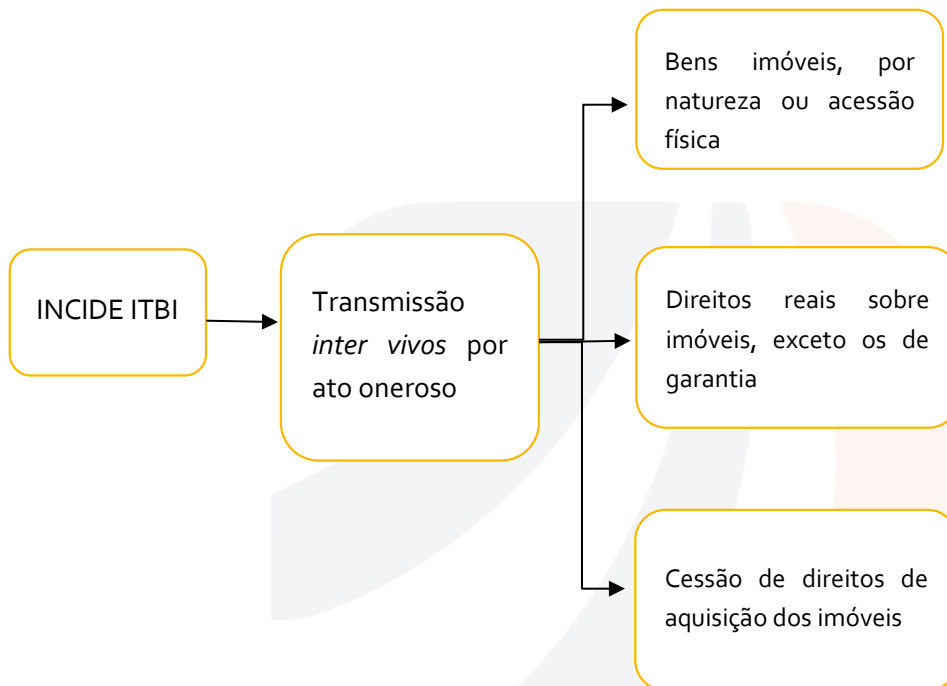 INCIDE ITBI
Transmissão
inter vivos por
ato oneroso
Bens imóveis, por
natureza ou acessão
física
Direitos reais sobre
imóveis, exceto os de
garantia
Cessão de direitos de
aquisição dos imóveis